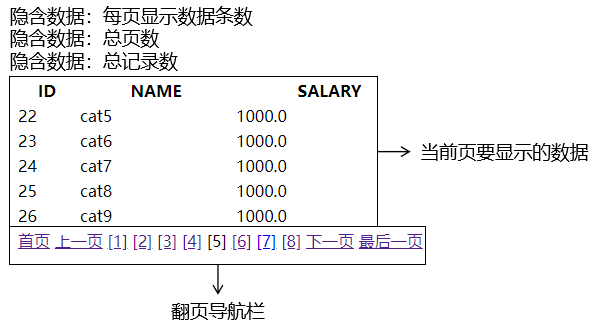 隐含数据：每页显示数据条数
隐含数据：总页数
隐含数据：总记录数
ID NAME SALARY
22 cat5 1000.0
23 cat6 1000.0
24 cat7 1000.0
25 cat8 1000.0
26 cat9 1000.0
当前页要显示的数据
首页 上一页 [1] [2] [3] [4] [5] [6] [7] [8] 下一页 最后一页
翻页导航栏